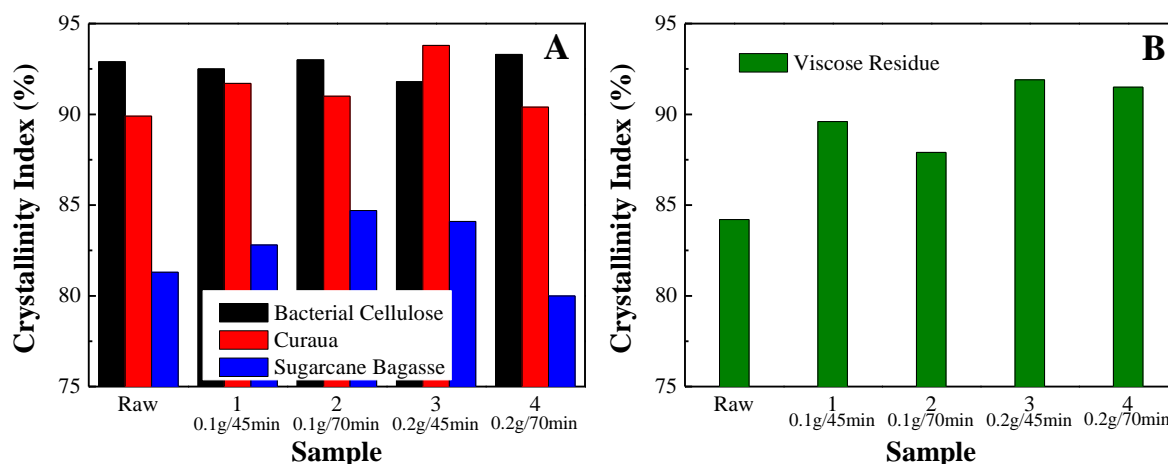 A
Crystallinity Index (%)
95
90
85
80
75
Bacterial Cellulose
Curaua
Sugarcane Bagasse
Raw 1 2 3 4
0.1g/45min 0.1g/70min 0.2g/45min 0.2g/70min
Sample
B
Crystallinity Index (%)
95
90
85
80
75
Viscose Residue
Raw 1 2 3 4
0.1g/45min 0.1g/70min 0.2g/45min 0.2g/70min
Sample